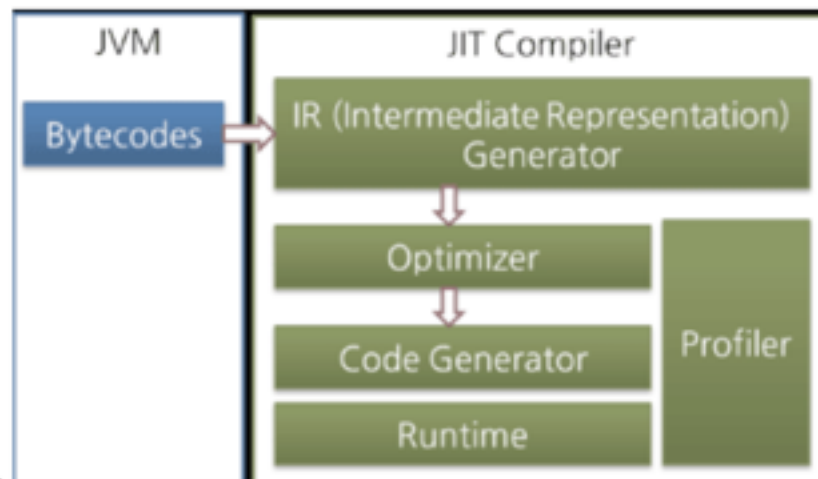 JVM
JIT Compiler
Bytecodes
IR (Intermediate Representation)
Generator
Optimizer
Code Generator
Profiler
Runtime